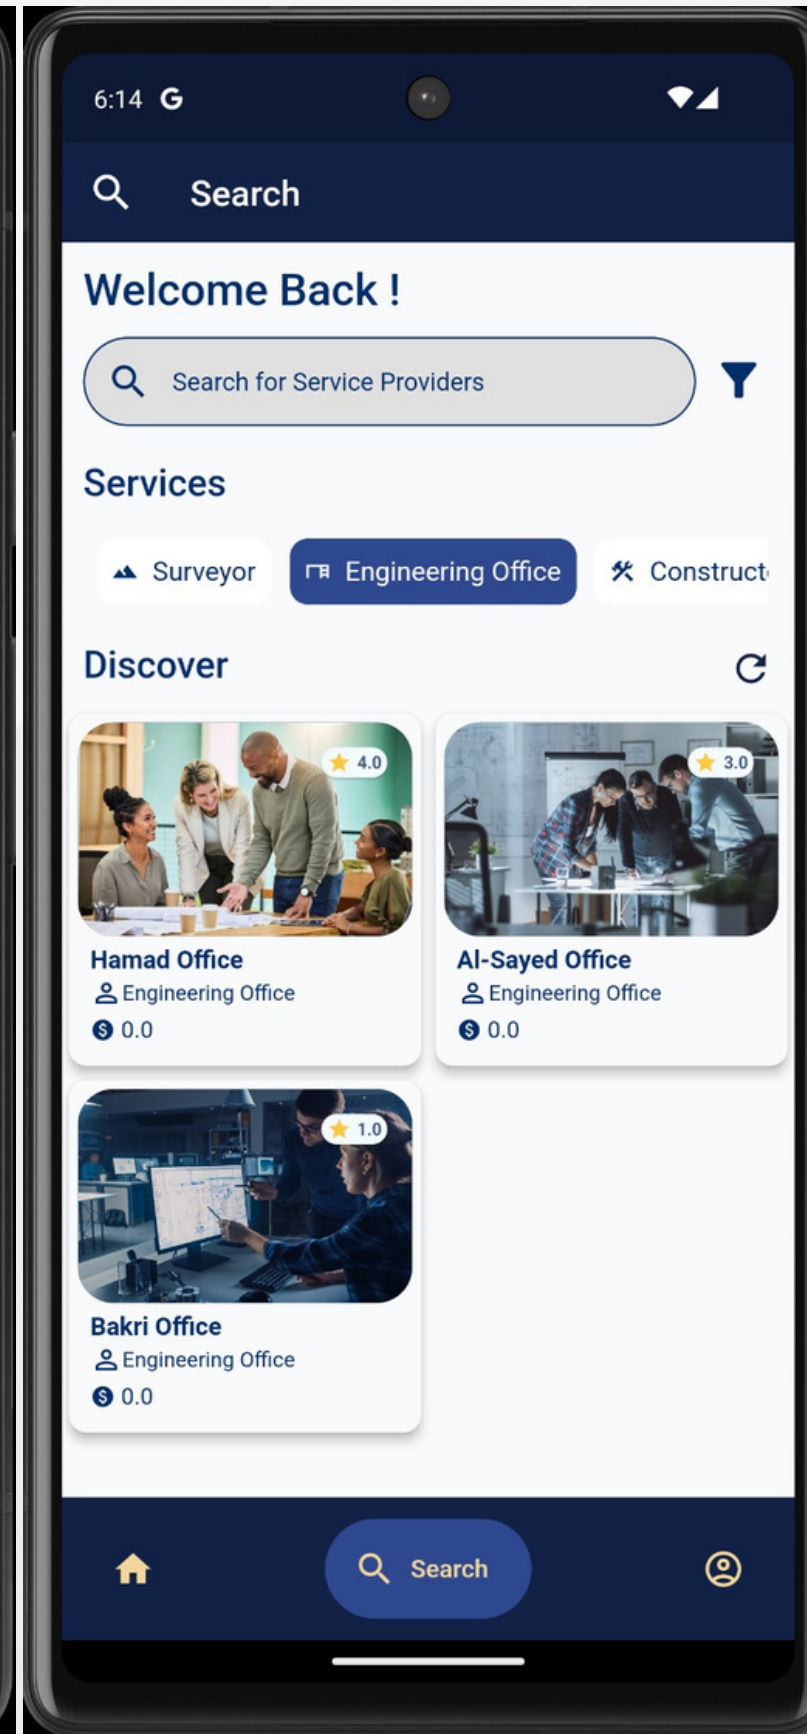 6:14 G
Search
Welcome Back !
Search for Service Providers
Services
Surveyor Engineering Office Construct
Discover
4.0 3.0
Hamad Office Al-Sayed Office
Engineering Office Engineering Office
$ 0.0 $ 0.0
1.0
Bakri Office
Engineering Office
$ 0.0
Search